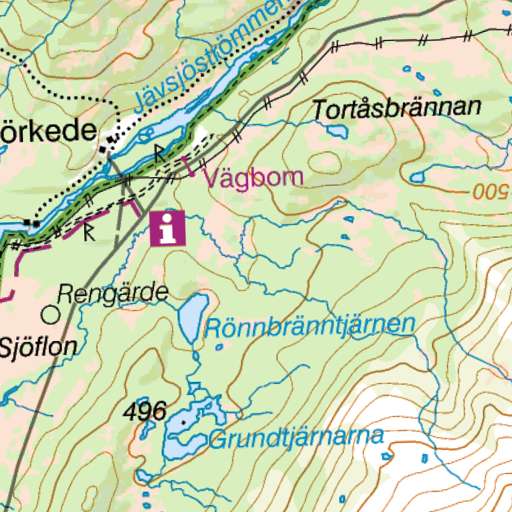 Jävsjöströmmen
örkede
Tortåsbrännan
R
Vägbom
500
i
R
Rengärde
Rönnbränntjärnen
Sjöflon
496
Grundtjärnarna